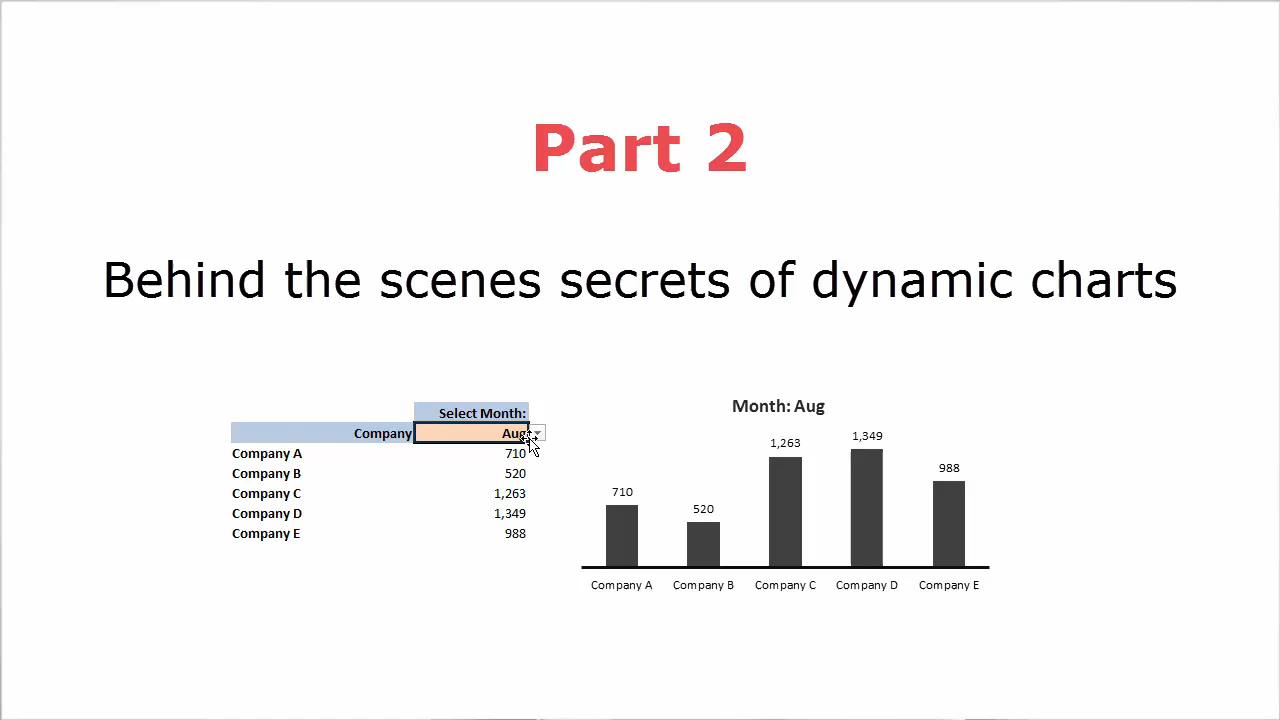 Part 2
Behind the scenes secrets of dynamic charts
Select Month:
Company Aug
Company A 710
Company B 520
Company C 1,263
Company D 1,349
Company E 988
Month: Aug
710 520 1,263 1,349 988
Company A Company B Company C Company D Company E